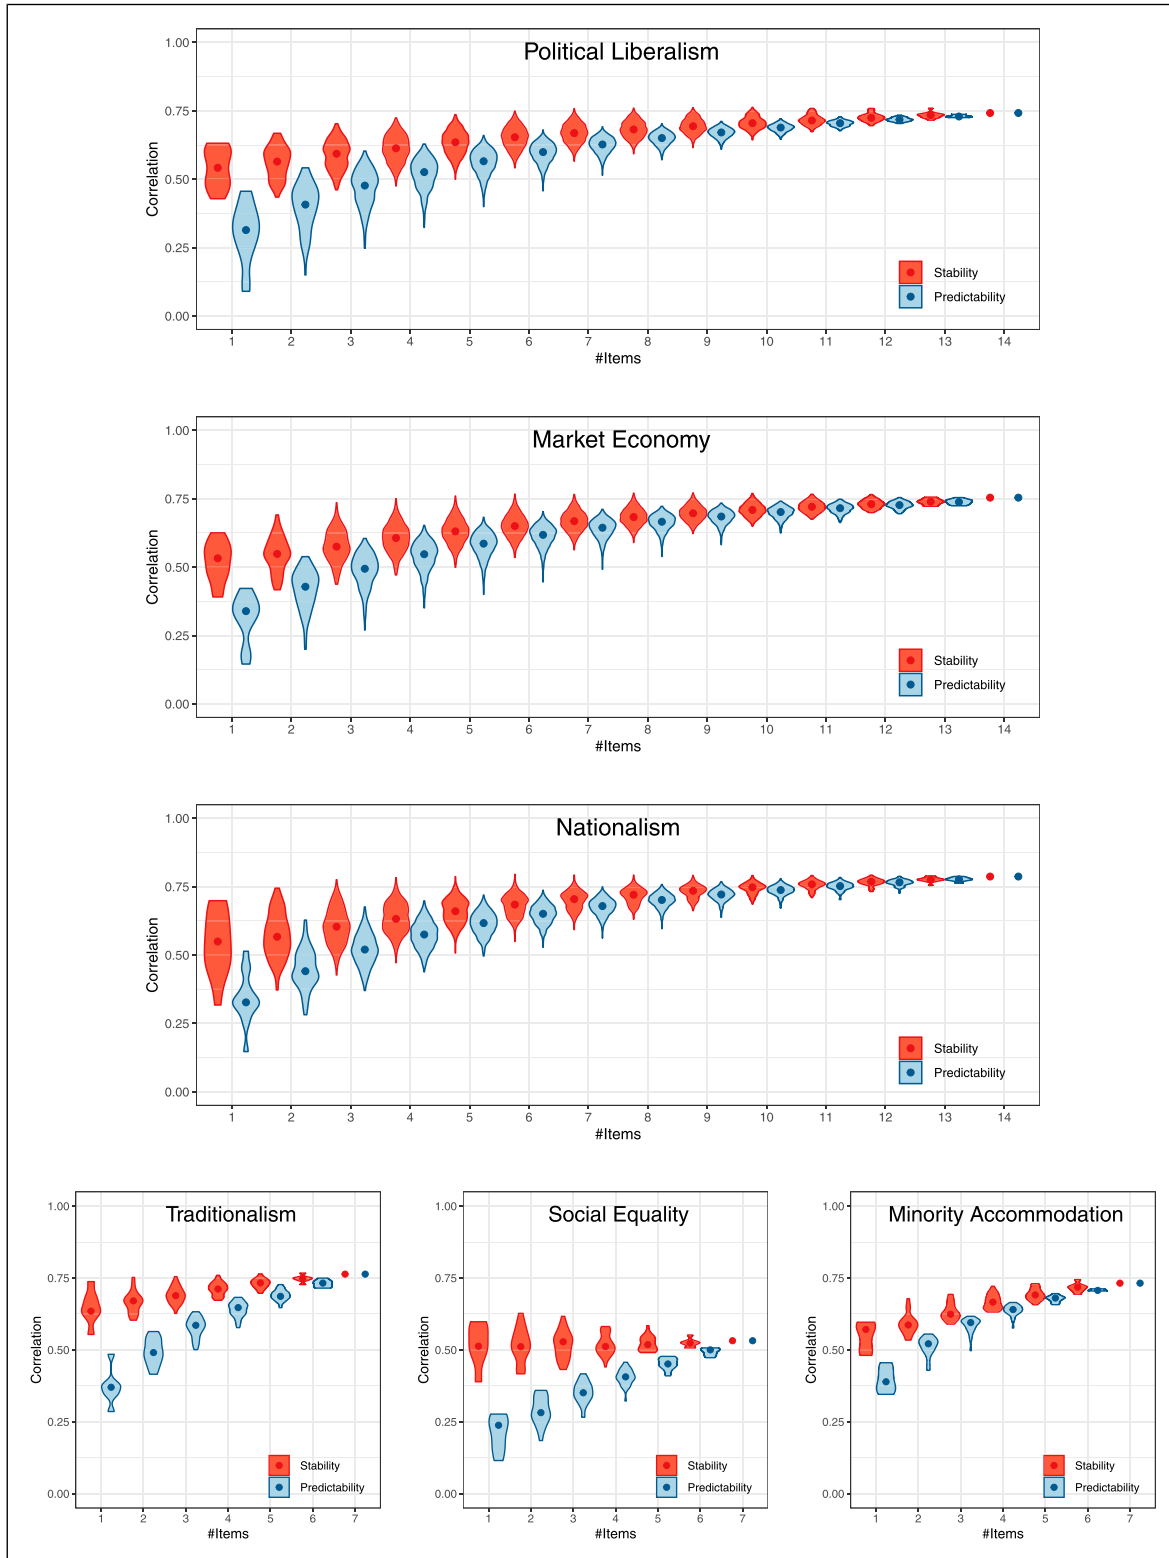 Political Liberalism
1.00
0.75
0.50
0.25
0.00
Correlation
Stability
Predictability
1 2 3 4 5 6 7 8 9 10 11 12 13 14
#Items
Market Economy
1.00
0.75
0.50
0.25
0.00
Correlation
Stability
Predictability
1 2 3 4 5 6 7 8 9 10 11 12 13 14
#Items
Nationalism
1.00
0.75
0.50
0.25
0.00
Correlation
Stability
Predictability
1 2 3 4 5 6 7 8 9 10 11 12 13 14
#Items
Traditionalism
1.00
0.75
0.50
0.25
0.00
Correlation
Stability
Predictability
1 2 3 4 5 6 7
#Items
Social Equality
1.00
0.75
0.50
0.25
0.00
Correlation
Stability
Predictability
1 2 3 4 5 6 7
#Items
Minority Accommodation
1.00
0.75
0.50
0.25
0.00
Correlation
Stability
Predictability
1 2 3 4 5 6 7
#Items